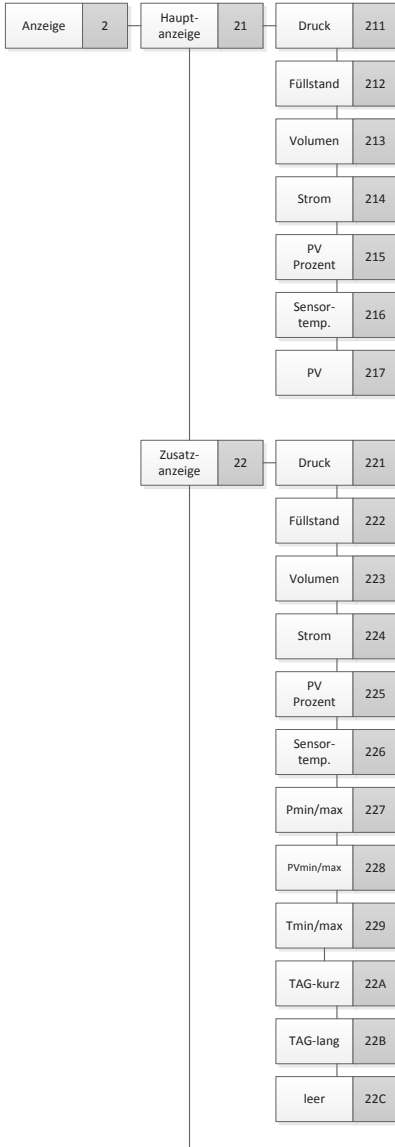 Anzeige 2
Haupt-
anzeige 21
Druck 211
Füllstand 212
Volumen 213
Strom 214
PV
Prozent 215
Sensor-
temp. 216
PV 217
Zusatz-
anzeige 22
Druck 221
Füllstand 222
Volumen 223
Strom 224
PV
Prozent 225
Sensor-
temp. 226
Pmin/max 227
PVmin/max 228
Tmin/max 229
TAG-kurz 22A
TAG-lang 22B
leer 22C